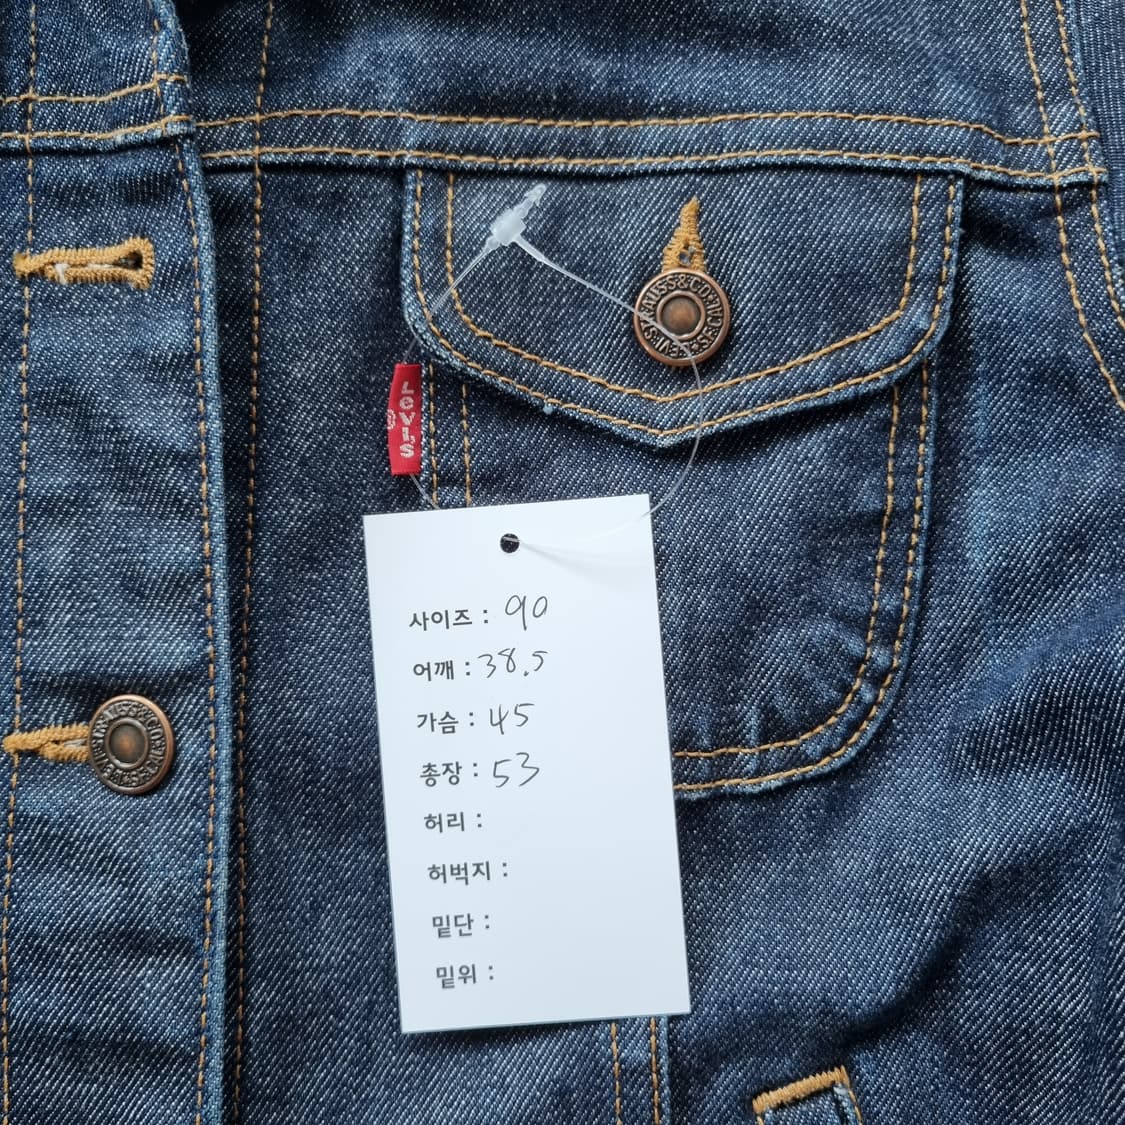 LEVI'S
®
사이즈 : 90
어깨 : 38.5
가슴 : 45
총장 : 53
허리 :
허벅지 :
밑단 :
밑위 :